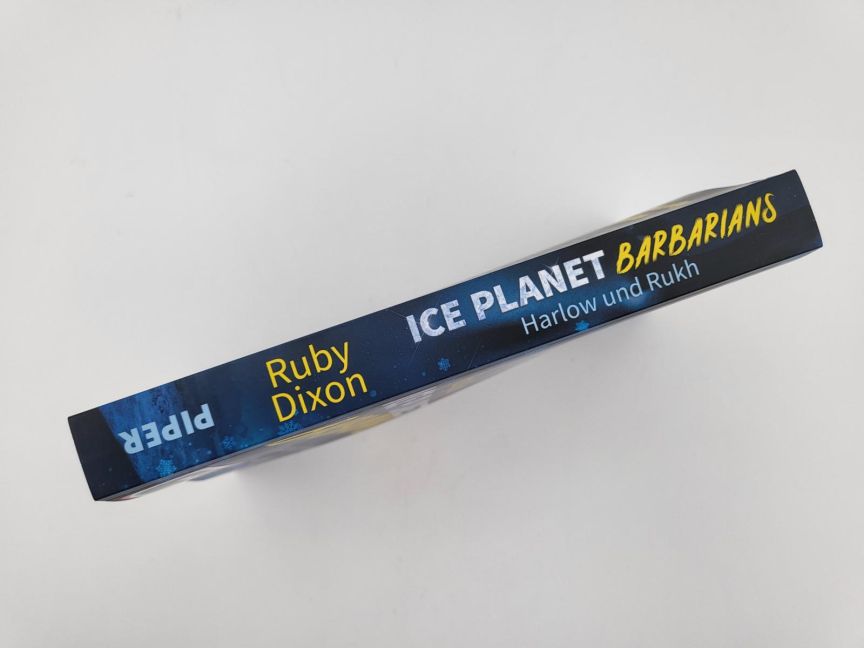 PIPER
Ruby
Dixon
ICE PLANET BARBARIANS
Harlow und Rukh